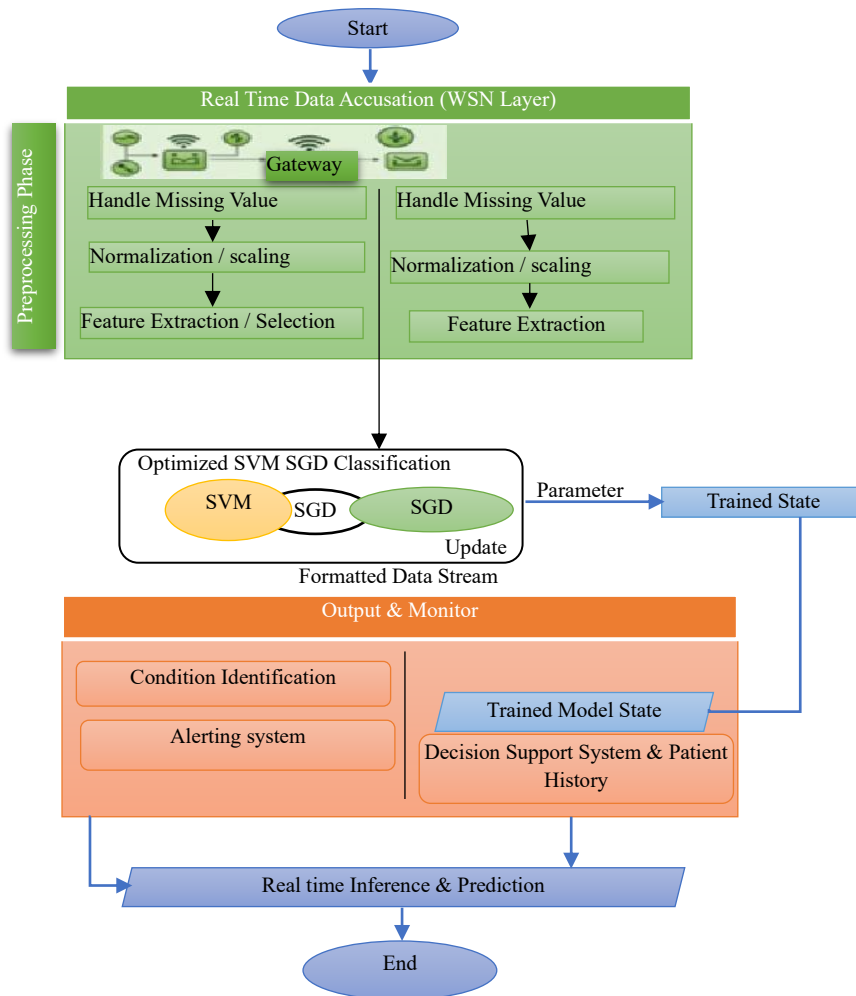 Start
Real Time Data Accusation (WSN Layer)
Preprocessing Phase
Gateway
Handle Missing Value
Normalization / scaling
Feature Extraction / Selection
Handle Missing Value
Normalization / scaling
Feature Extraction
Optimized SVM SGD Classification
SVM
SGD
SGD
Update
Parameter
Trained State
Formatted Data Stream
Output & Monitor
Condition Identification
Alerting system
Trained Model State
Decision Support System & Patient
History
Real time Inference & Prediction
End